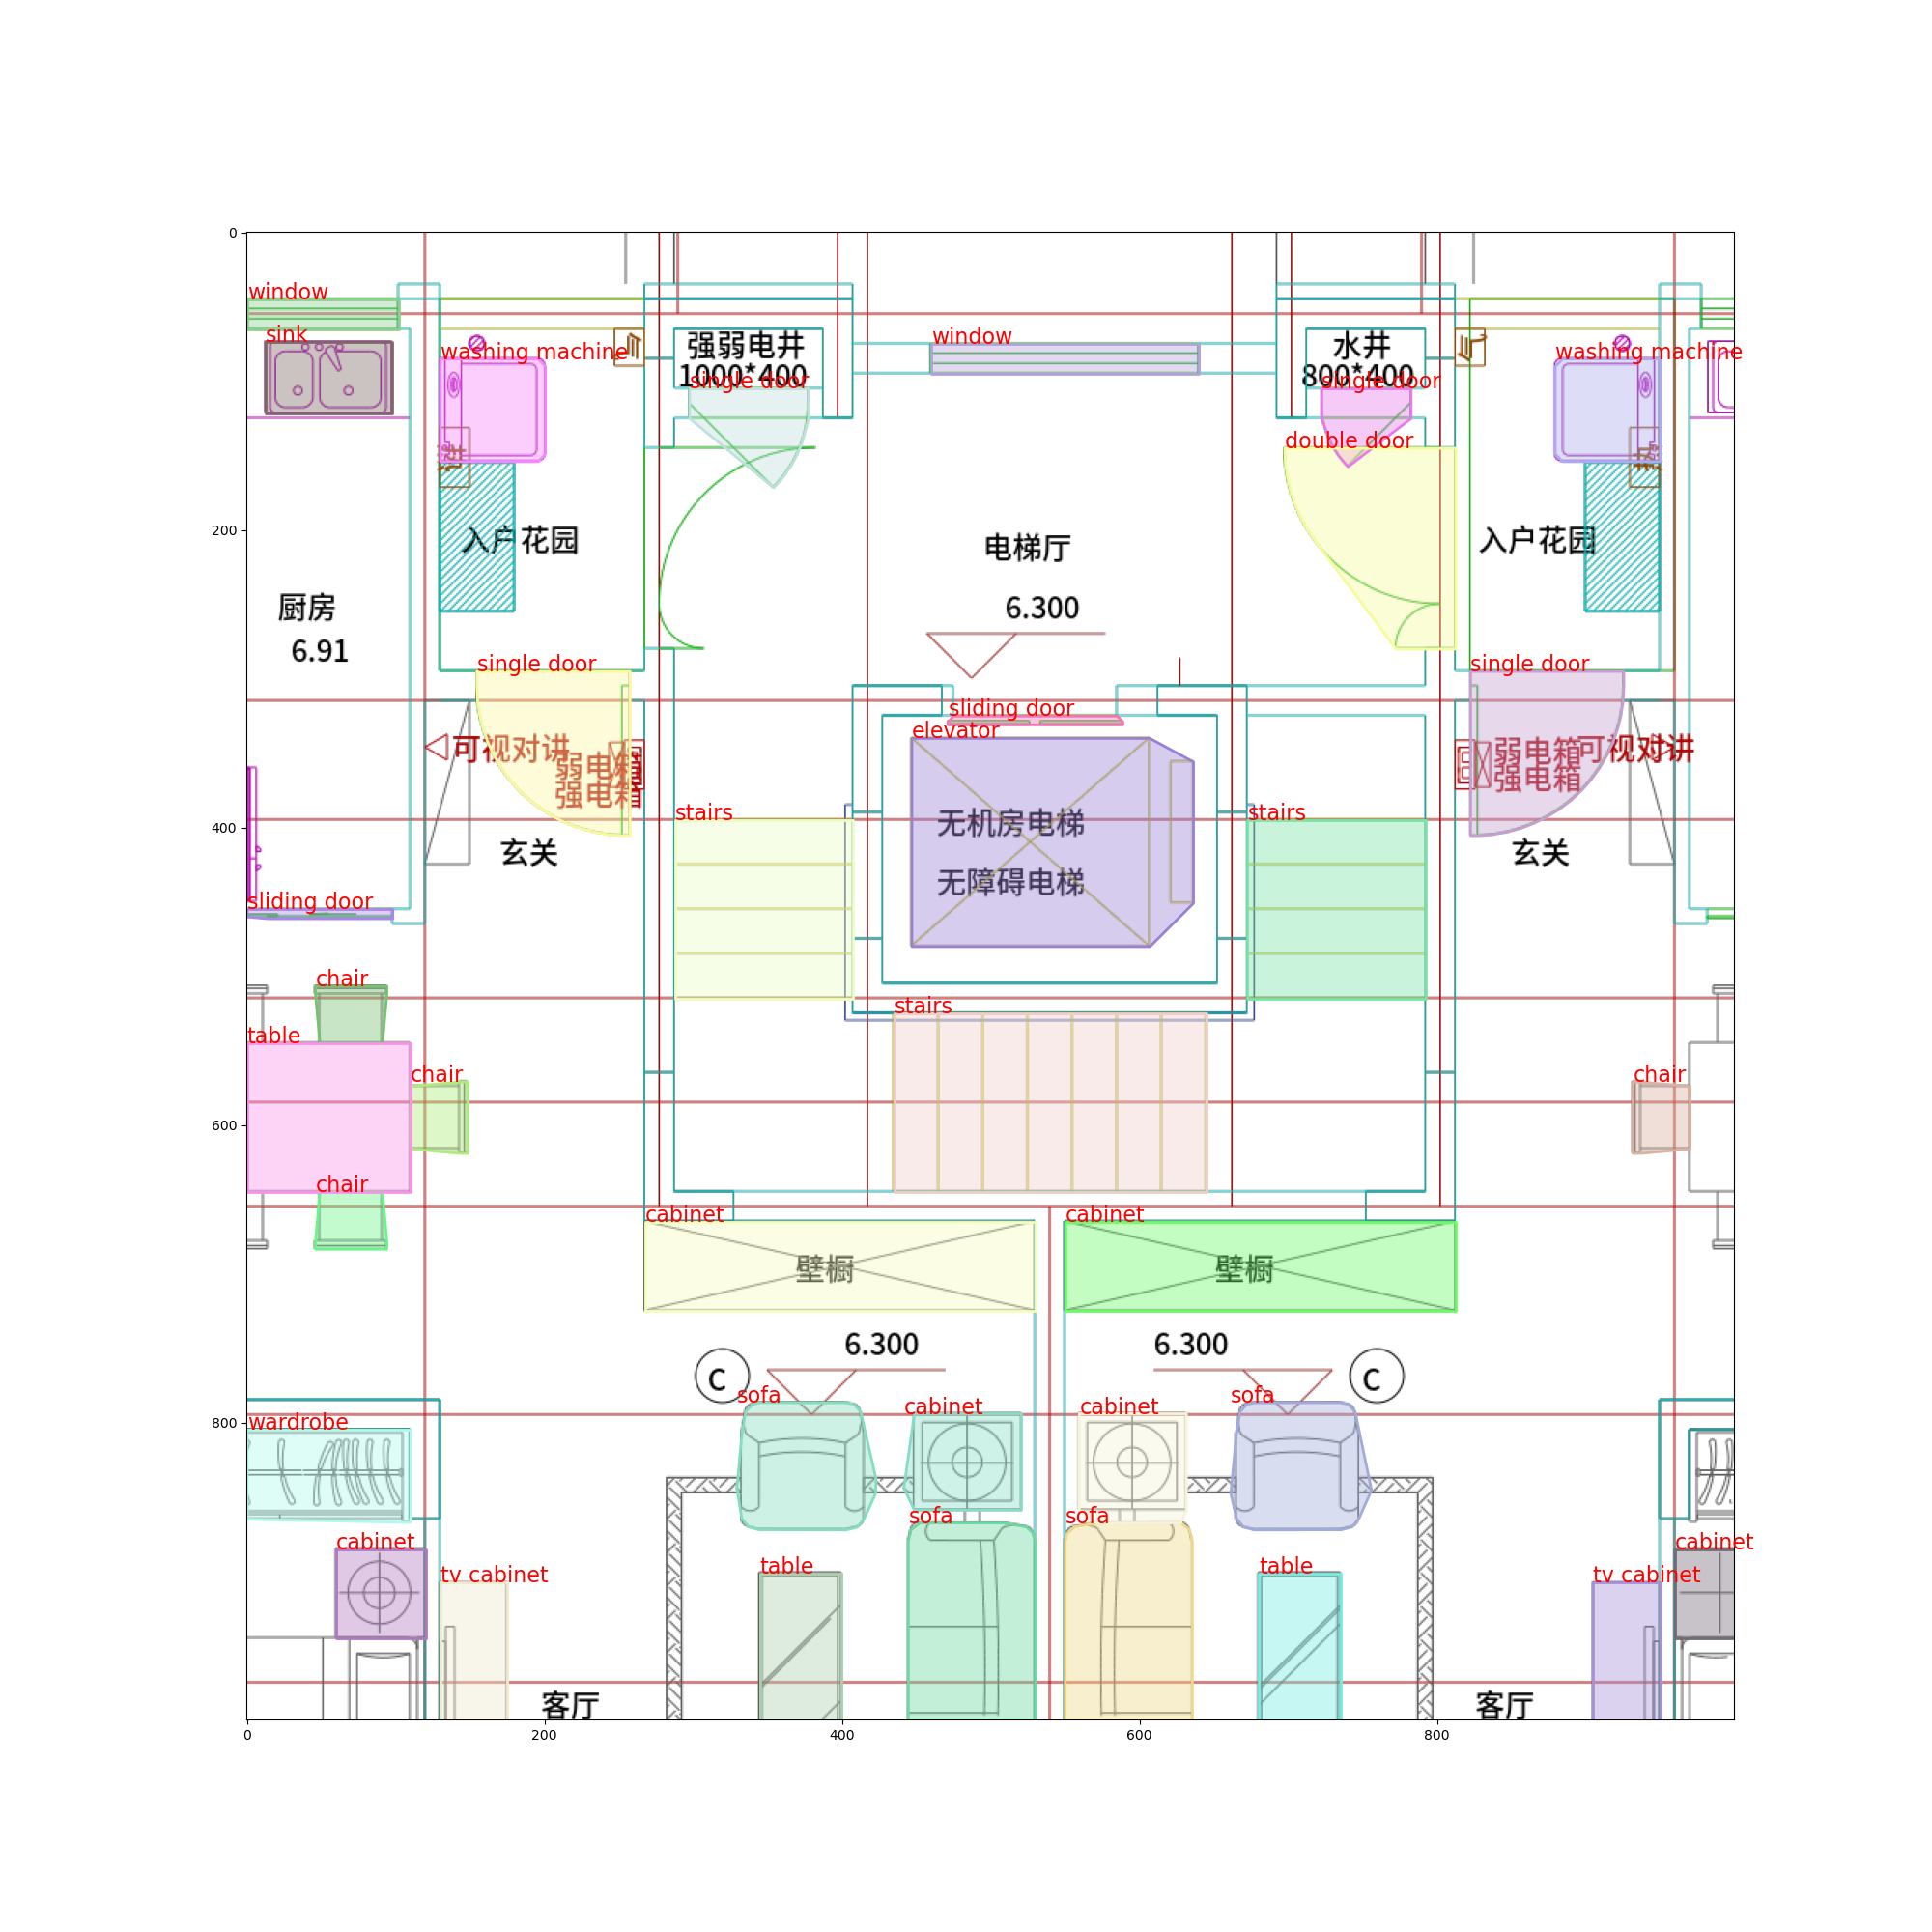 0
window
sink
washing machine
强弱电井
1000*400
single door
window
水井
800*400
single door
washing machine
double door
热
热
200
入户花园
电梯厅
入户花园
厨房
6.300
6.91
single door
single door
sliding door
elevator
可视对讲
弱电箱
强电箱
弱电箱
可视对讲
强电箱
stairs
stairs
400
无机房电梯
玄关
玄关
无障碍电梯
sliding door
chair
stairs
table
chair
chair
600
chair
cabinet
cabinet
壁橱
壁橱
6.300
6.300
C
C
sofa
sofa
cabinet
cabinet
800
wardrobe
sofa
sofa
cabinet
cabinet
table
table
tv cabinet
tv cabinet
客厅
客厅
0
200
400
600
800